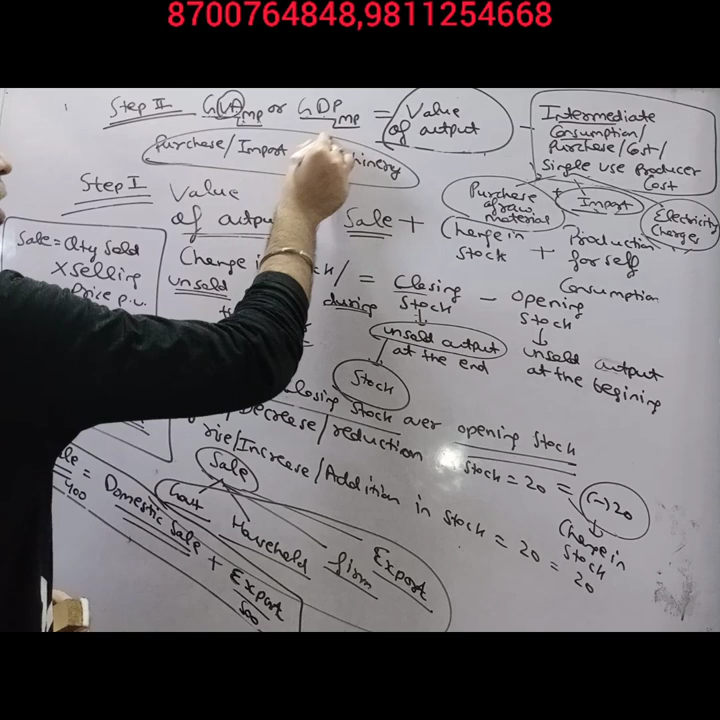 8700764848,9811254668
Step II GVAmp or GDPmp = Value of output - Intermediate
Consumption/
Purchase/Cost/
Single use Producer
Cost
Purchase/Import
Purchase of raw material
+ Import
Electricity Charges
Step I Value
of output Sale + Change in Stock + Production for self Consumption
Sale = Qty Sold
x selling
Price p.u.
Change in
unsold
during
= Closing Stock - opening Stock
unsold output
at the end
unsold output
at the begining
Stock
Closing Stock over opening Stock
Decrease/reduction Stock = 20 = (-)20
rise/Increase/Addition in Stock = 20 = 20
Change in
Stock
Sale
Govt Household firm Export
= Domestic Sale + Export
400
500